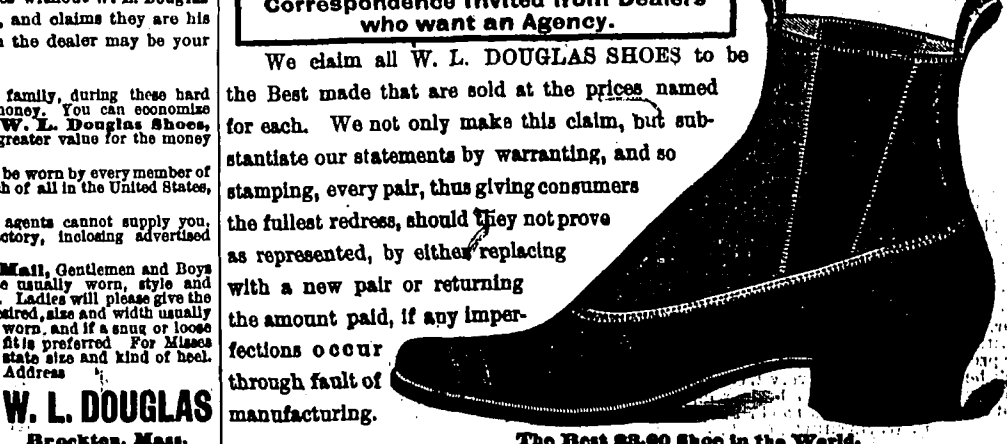 , and claims they are his
the dealer may be your
family, during these hard
money. You can economize
W. L. Douglas Shoes,
greater value for the money
be worn by every member of
of all in the United States,
agents cannot supply you,
inclosing advertised
Mail, Gentlemen and Boys
usually worn, style and
Ladies will please give the
size and width usually
worn, and if a snug or loose
fit is preferred For Misses
state size and kind of heel.
Address
W. L. DOUGLAS
Brockton, Mass.
Correspondence Invited from Dealers
who want an Agency.
We claim all W. L. DOUGLAS SHOES to be
the Best made that are sold at the prices named
for each. We not only make this claim, but sub-
stantiate our statements by warranting, and so
stamping, every pair, thus giving consumers
the fullest redress, should they not prove
as represented, by either replacing
with a new pair or returning
the amount paid, if any imper-
fections occur
through fault of
manufacturing.
The Best Shoe in the World.